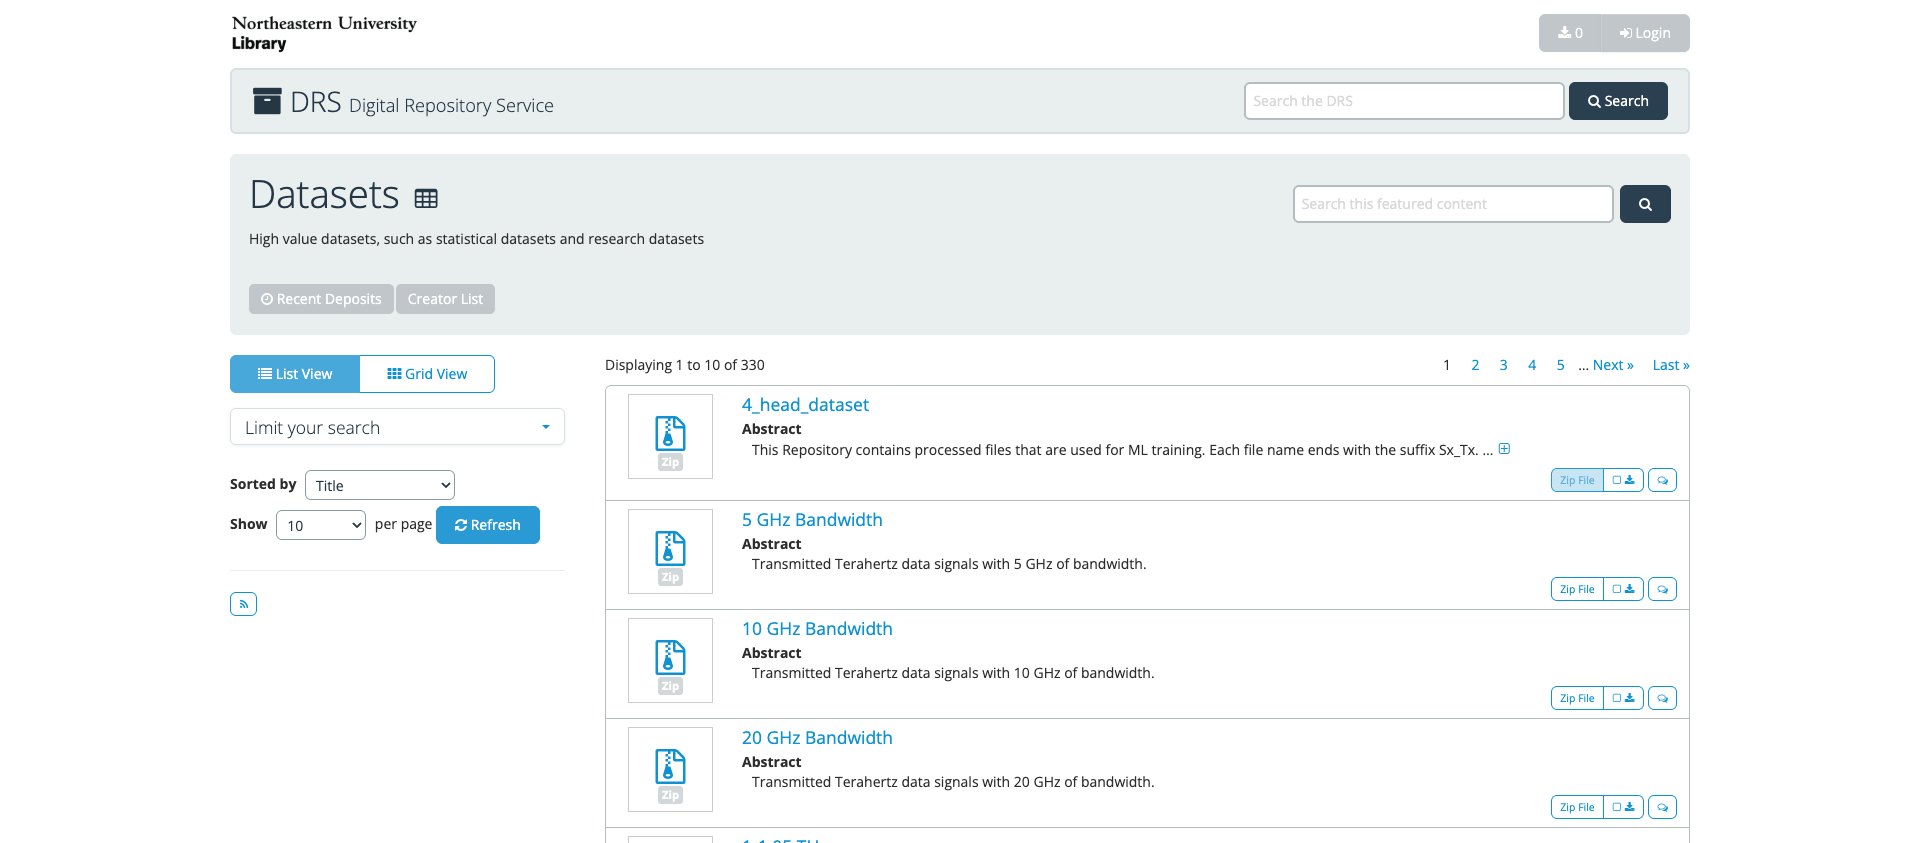 Northeastern University
Library
0 Login
DRS Digital Repository Service
Search the DRS
Search
Datasets
Search this featured content
High value datasets, such as statistical datasets and research datasets
Recent Deposits Creator List
List View Grid View
Displaying 1 to 10 of 330
1 2 3 4 5 ... Next » Last »
Limit your search
Sorted by Title
Show 10 per page Refresh
4_head_dataset
Abstract
This Repository contains processed files that are used for ML training. Each file name ends with the suffix Sx_Tx. ...
Zip
Zip File
5 GHz Bandwidth
Abstract
Transmitted Terahertz data signals with 5 GHz of bandwidth.
Zip
Zip File
10 GHz Bandwidth
Abstract
Transmitted Terahertz data signals with 10 GHz of bandwidth.
Zip
Zip File
20 GHz Bandwidth
Abstract
Transmitted Terahertz data signals with 20 GHz of bandwidth.
Zip
Zip File